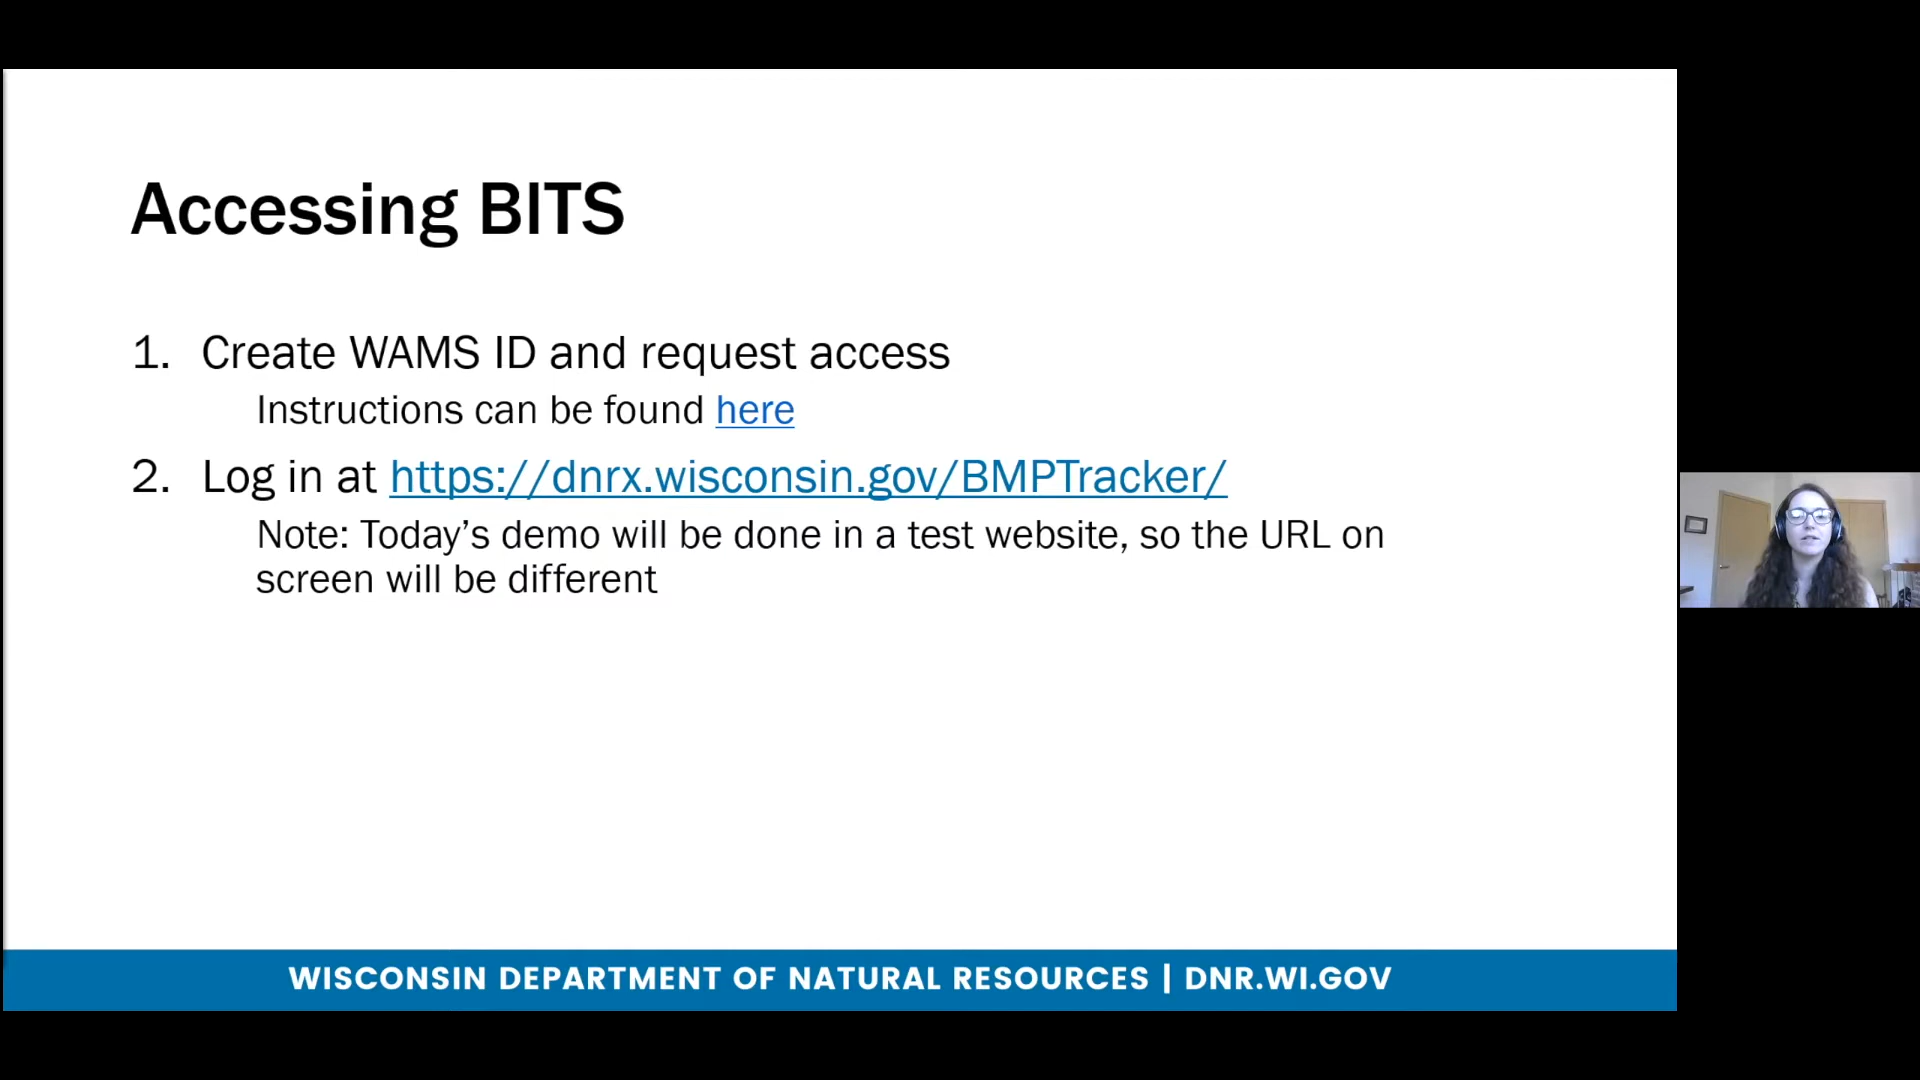 Accessing BITS
1. Create WAMS ID and request access
Instructions can be found here
2. Log in at https://dnrx.wisconsin.gov/BMPTracker/
Note: Today’s demo will be done in a test website, so the URL on
screen will be different
WISCONSIN DEPARTMENT OF NATURAL RESOURCES | DNR.WI.GOV